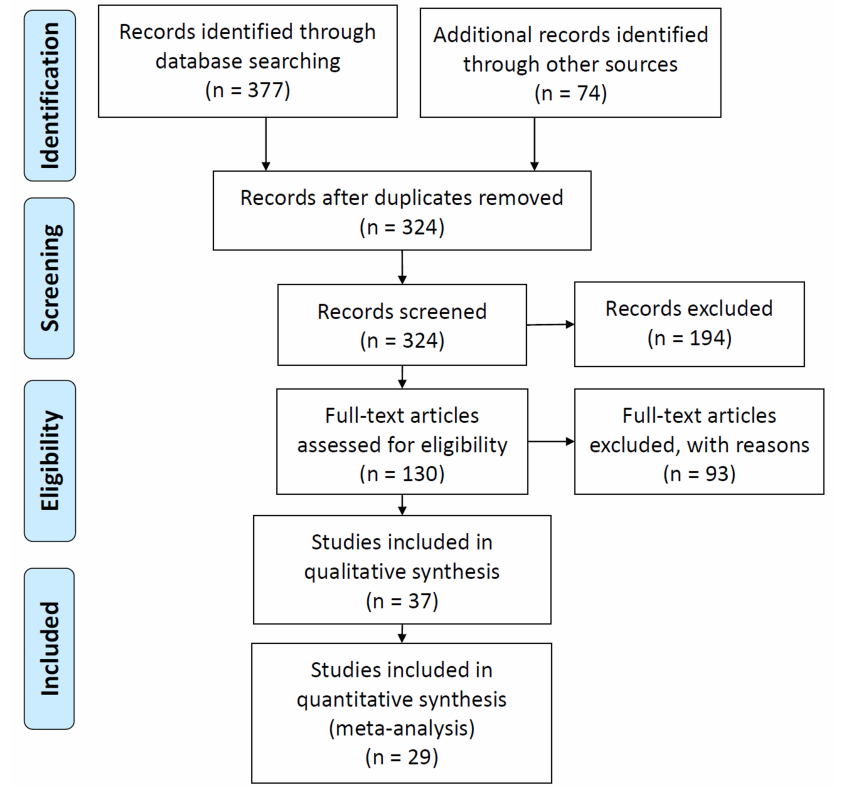 Identification
Records identified through
database searching
(n = 377)
Additional records identified
through other sources
(n = 74)
Records after duplicates removed
(n = 324)
Screening
Records screened
(n = 324)
Records excluded
(n = 194)
Eligibility
Full-text articles
assessed for eligibility
(n = 130)
Full-text articles
excluded, with reasons
(n = 93)
Studies included in
qualitative synthesis
(n = 37)
Included
Studies included in
quantitative synthesis
(meta-analysis)
(n = 29)